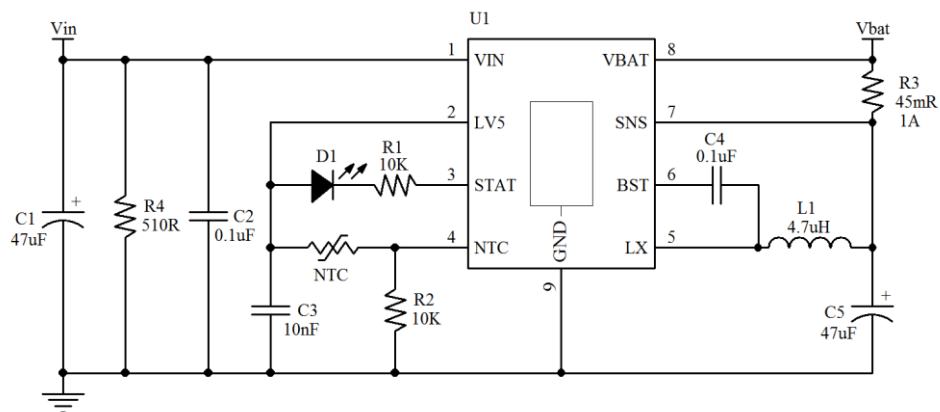 U1
Vin
Vbat
1
VIN
VBAT
8
R3
45mR
1A
2
LV5
SNS
7
D1
R1
10K
C4
0.1uF
3
STAT
BST
6
C1
+
47uF
R4
510R
C2
0.1uF
L1
4.7uH
4
NTC
GND
LX
5
NTC
9
C3
10nF
R2
10K
C5
+
47uF